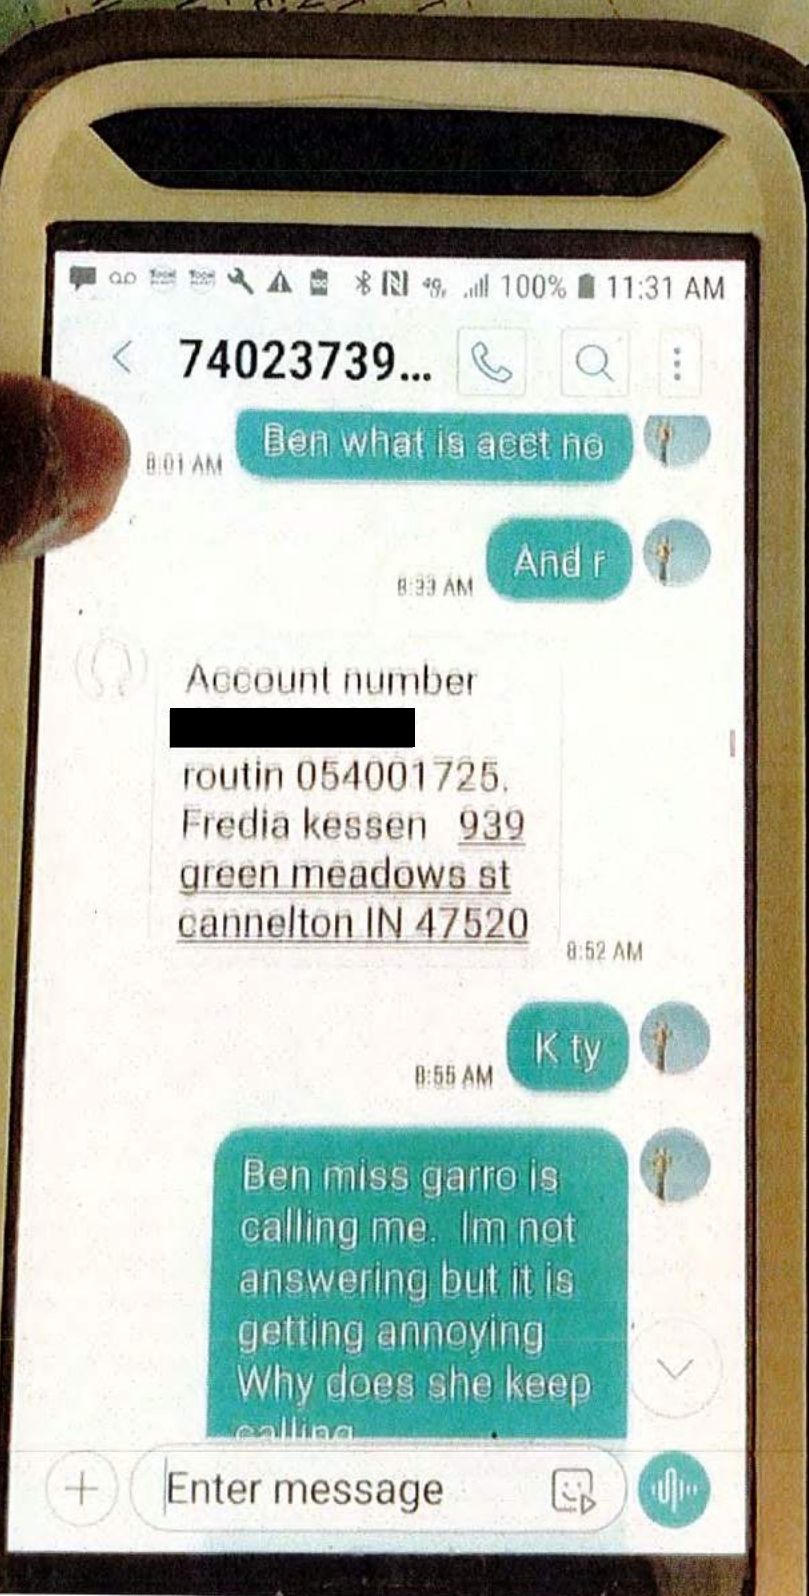 100% 11:31 AM
74023739...
Ben what is acct no
8:01 AM
And r
8:33 AM
Account number
routin 054001725.
Fredia kessen 939
green meadows st
cannelton IN 47520
8:52 AM
K ty
8:55 AM
Ben miss garro is
calling me. Im not
answering but it is
getting annoying
Why does she keep
calling
Enter message